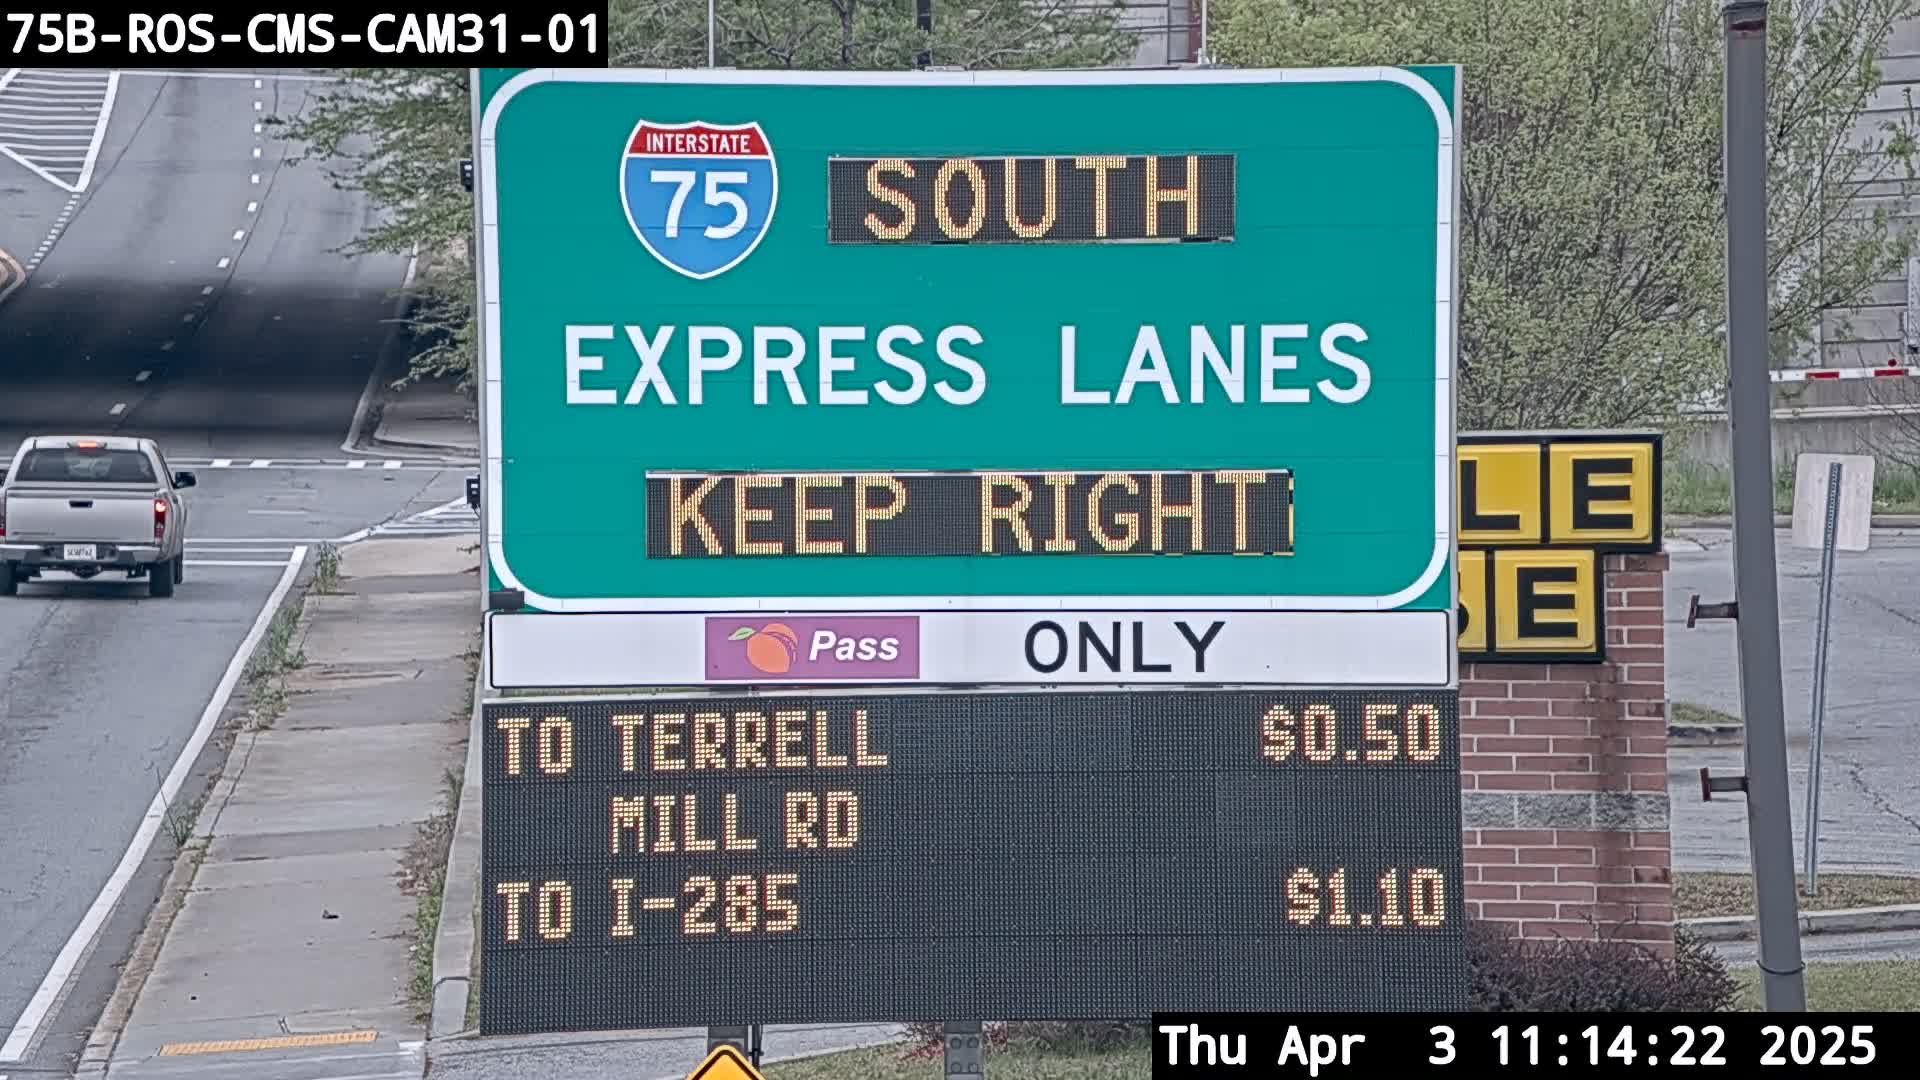 75B-ROS-CMS-CAM31-01
INTERSTATE
75
SOUTH
EXPRESS LANES
KEEP RIGHT
Pass ONLY
LE
E
TO TERRELL $0.50
MILL RD
TO I-285 $1.10
Thu Apr 3 11:14:22 2025